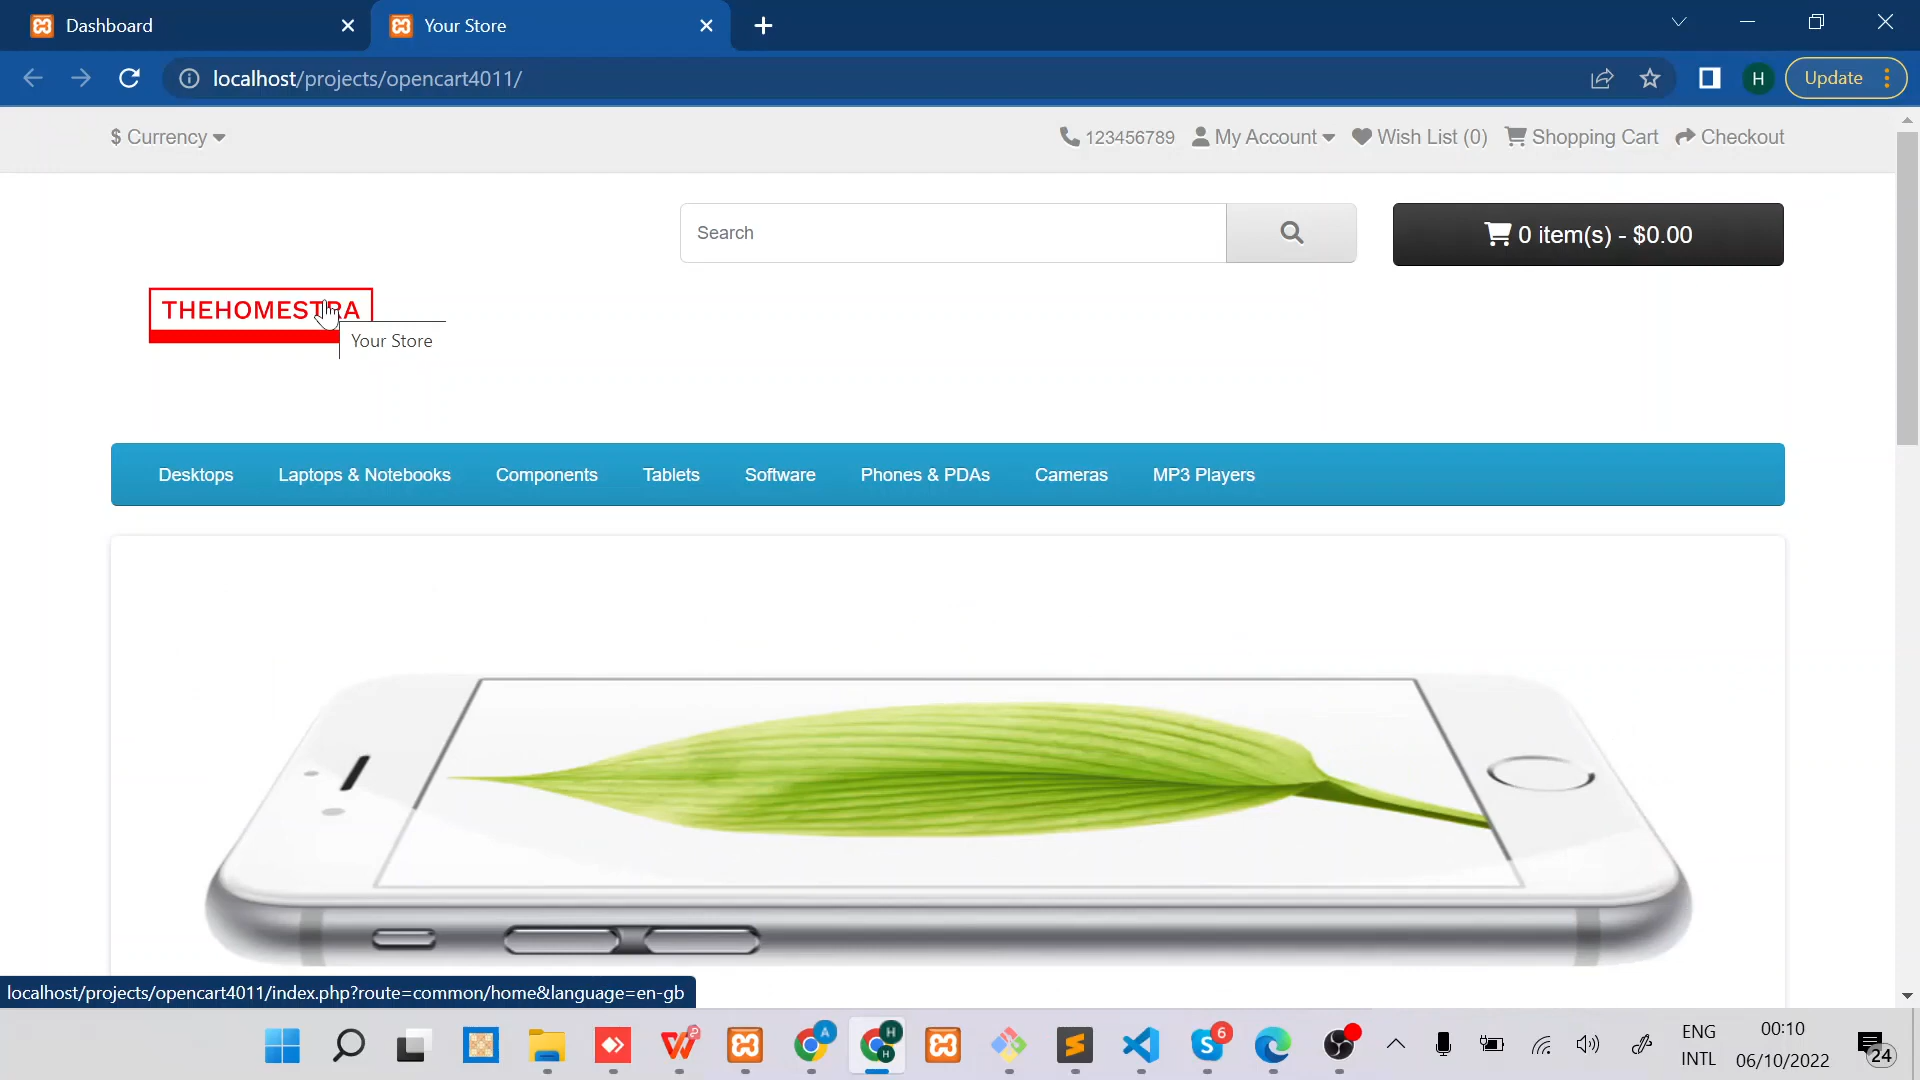 Dashboard
Your Store
localhost/projects/opencart4011/
H
Update
$ Currency
123456789
My Account
Wish List (0)
Shopping Cart
Checkout
Search
0 item(s) - $0.00
THEHOMESTRA
Your Store
Desktops
Laptops & Notebooks
Components
Tablets
Software
Phones & PDAs
Cameras
MP3 Players
localhost/projects/opencart4011/index.php?route=common/home&language=en-gb
A
H
H
6
ENG
INTL
00:10
06/10/2022
24